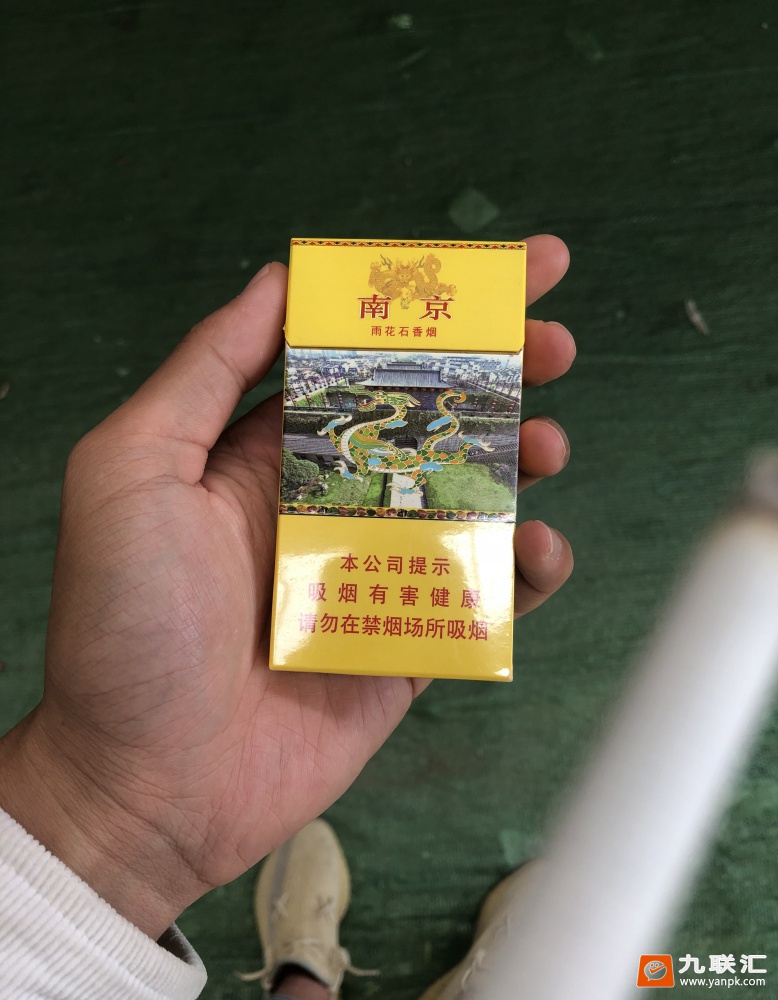 南京
雨花石香烟
本公司提示
吸烟有害健康
请勿在禁烟场所吸烟
九联汇
www.yanpk.com